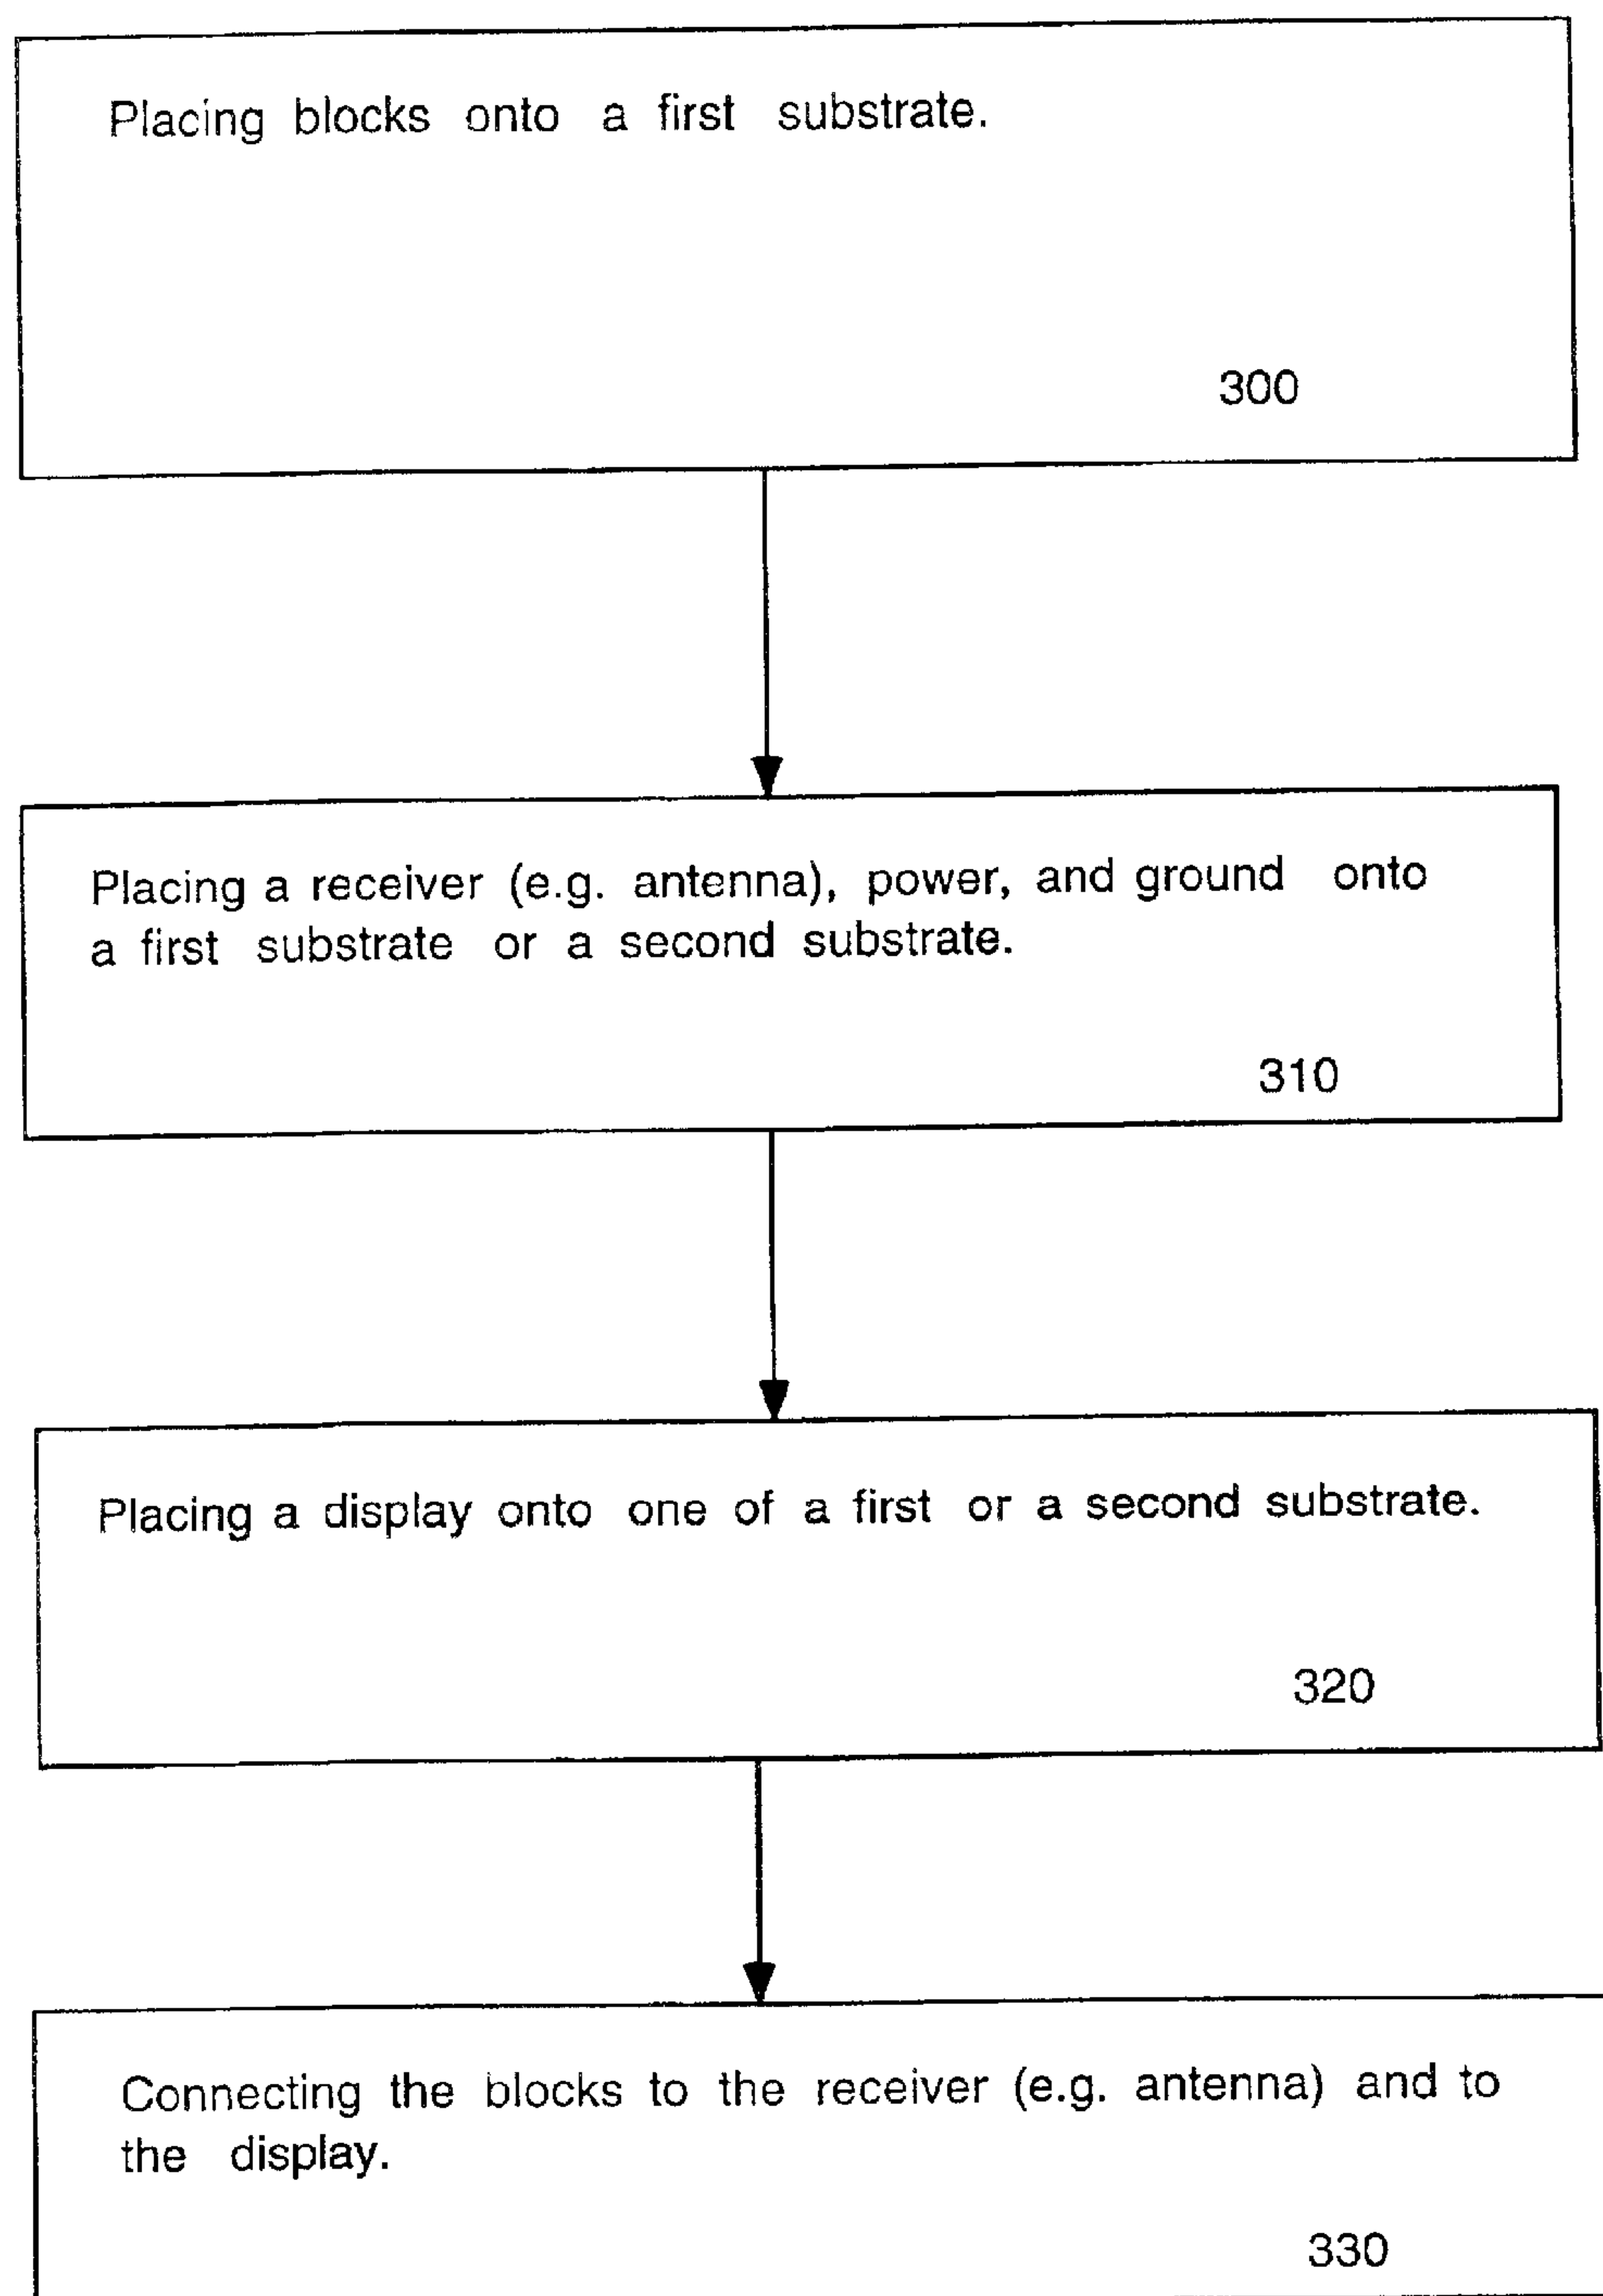 Placing blocks onto a first substrate.
300
Placing a receiver (e.g. antenna), power, and ground onto
a first substrate or a second substrate.
310
Placing a display onto one of a first or a second substrate.
320
Connecting the blocks to the receiver (e.g. antenna) and to
the display.
330